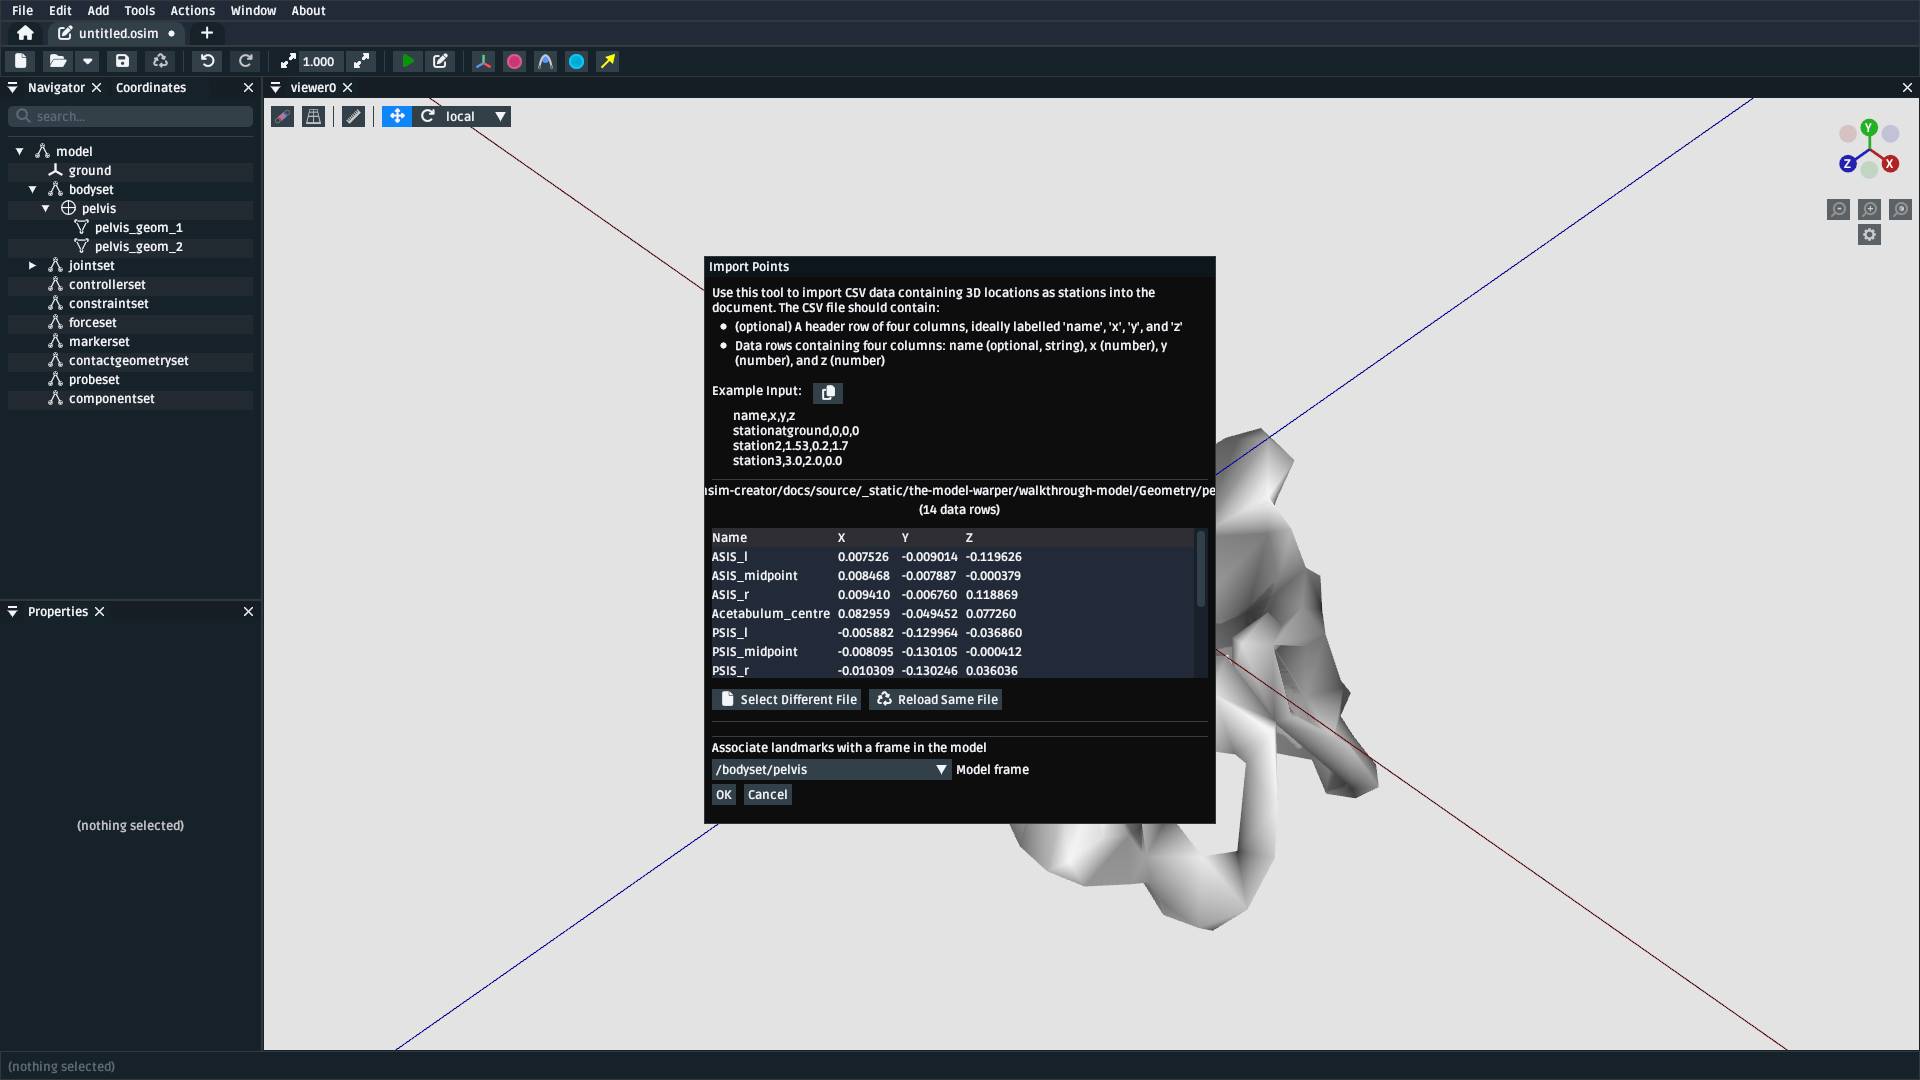 File Edit Add Tools Actions Window About
untitled.osim
1.000
Navigator Coordinates
viewer0
search...
local
Y
Z X
model
ground
bodyset
pelvis
pelvis_geom_1
pelvis_geom_2
jointset
controllerset
constraintset
forceset
markerset
contactgeometryset
probeset
componentset
Properties
(nothing selected)
Import Points
Use this tool to import CSV data containing 3D locations as stations into the
document. The CSV file should contain:
(optional) A header row of four columns, ideally labelled 'name', 'x', 'y', and 'z'
Data rows containing four columns: name (optional, string), x (number), y
(number), and z (number)
Example Input:
name,x,y,z
stationatground,0,0,0
station2,1.53,0.2,1.7
station3,3.0,2.0,0.0
nsim-creator/docs/source/_static/the-model-warper/walkthrough-model/Geometry/pe
(14 data rows)
Name X Y Z
ASIS_l 0.007526 -0.009014 -0.119626
ASIS_midpoint 0.008468 -0.007887 -0.000379
ASIS_r 0.009410 -0.006760 0.118869
Acetabulum_centre 0.082959 -0.049452 0.077260
PSIS_l -0.005882 -0.129964 -0.036860
PSIS_midpoint -0.008095 -0.130105 -0.000412
PSIS_r -0.010309 -0.130246 0.036036
Select Different File Reload Same File
Associate landmarks with a frame in the model
/bodyset/pelvis Model frame
OK Cancel
(nothing selected)